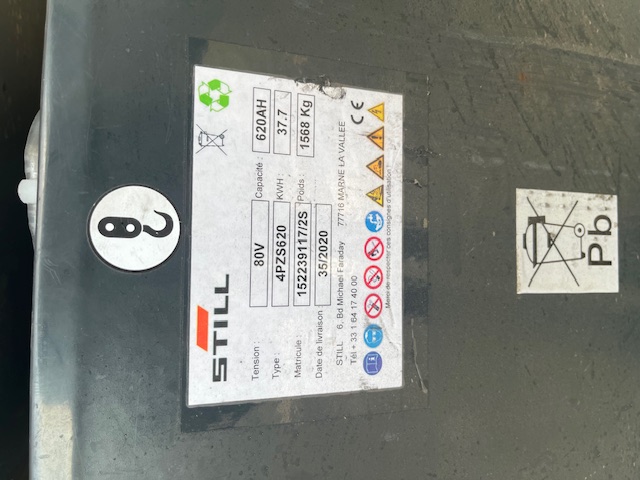 STILL
Tension : 80V Capacité : 620AH
Type : 4PZS620 KWH : 37.7
Matricule : 152239117/2S Poids : 1568 Kg
Date de livraison 35/2020
STILL 6, Bd Michael Faraday 77716 MARNE LA VALLEE
Tél + 33 1 64 17 40 00
Merci de respecter ces consignes d'utilisation !
Pb